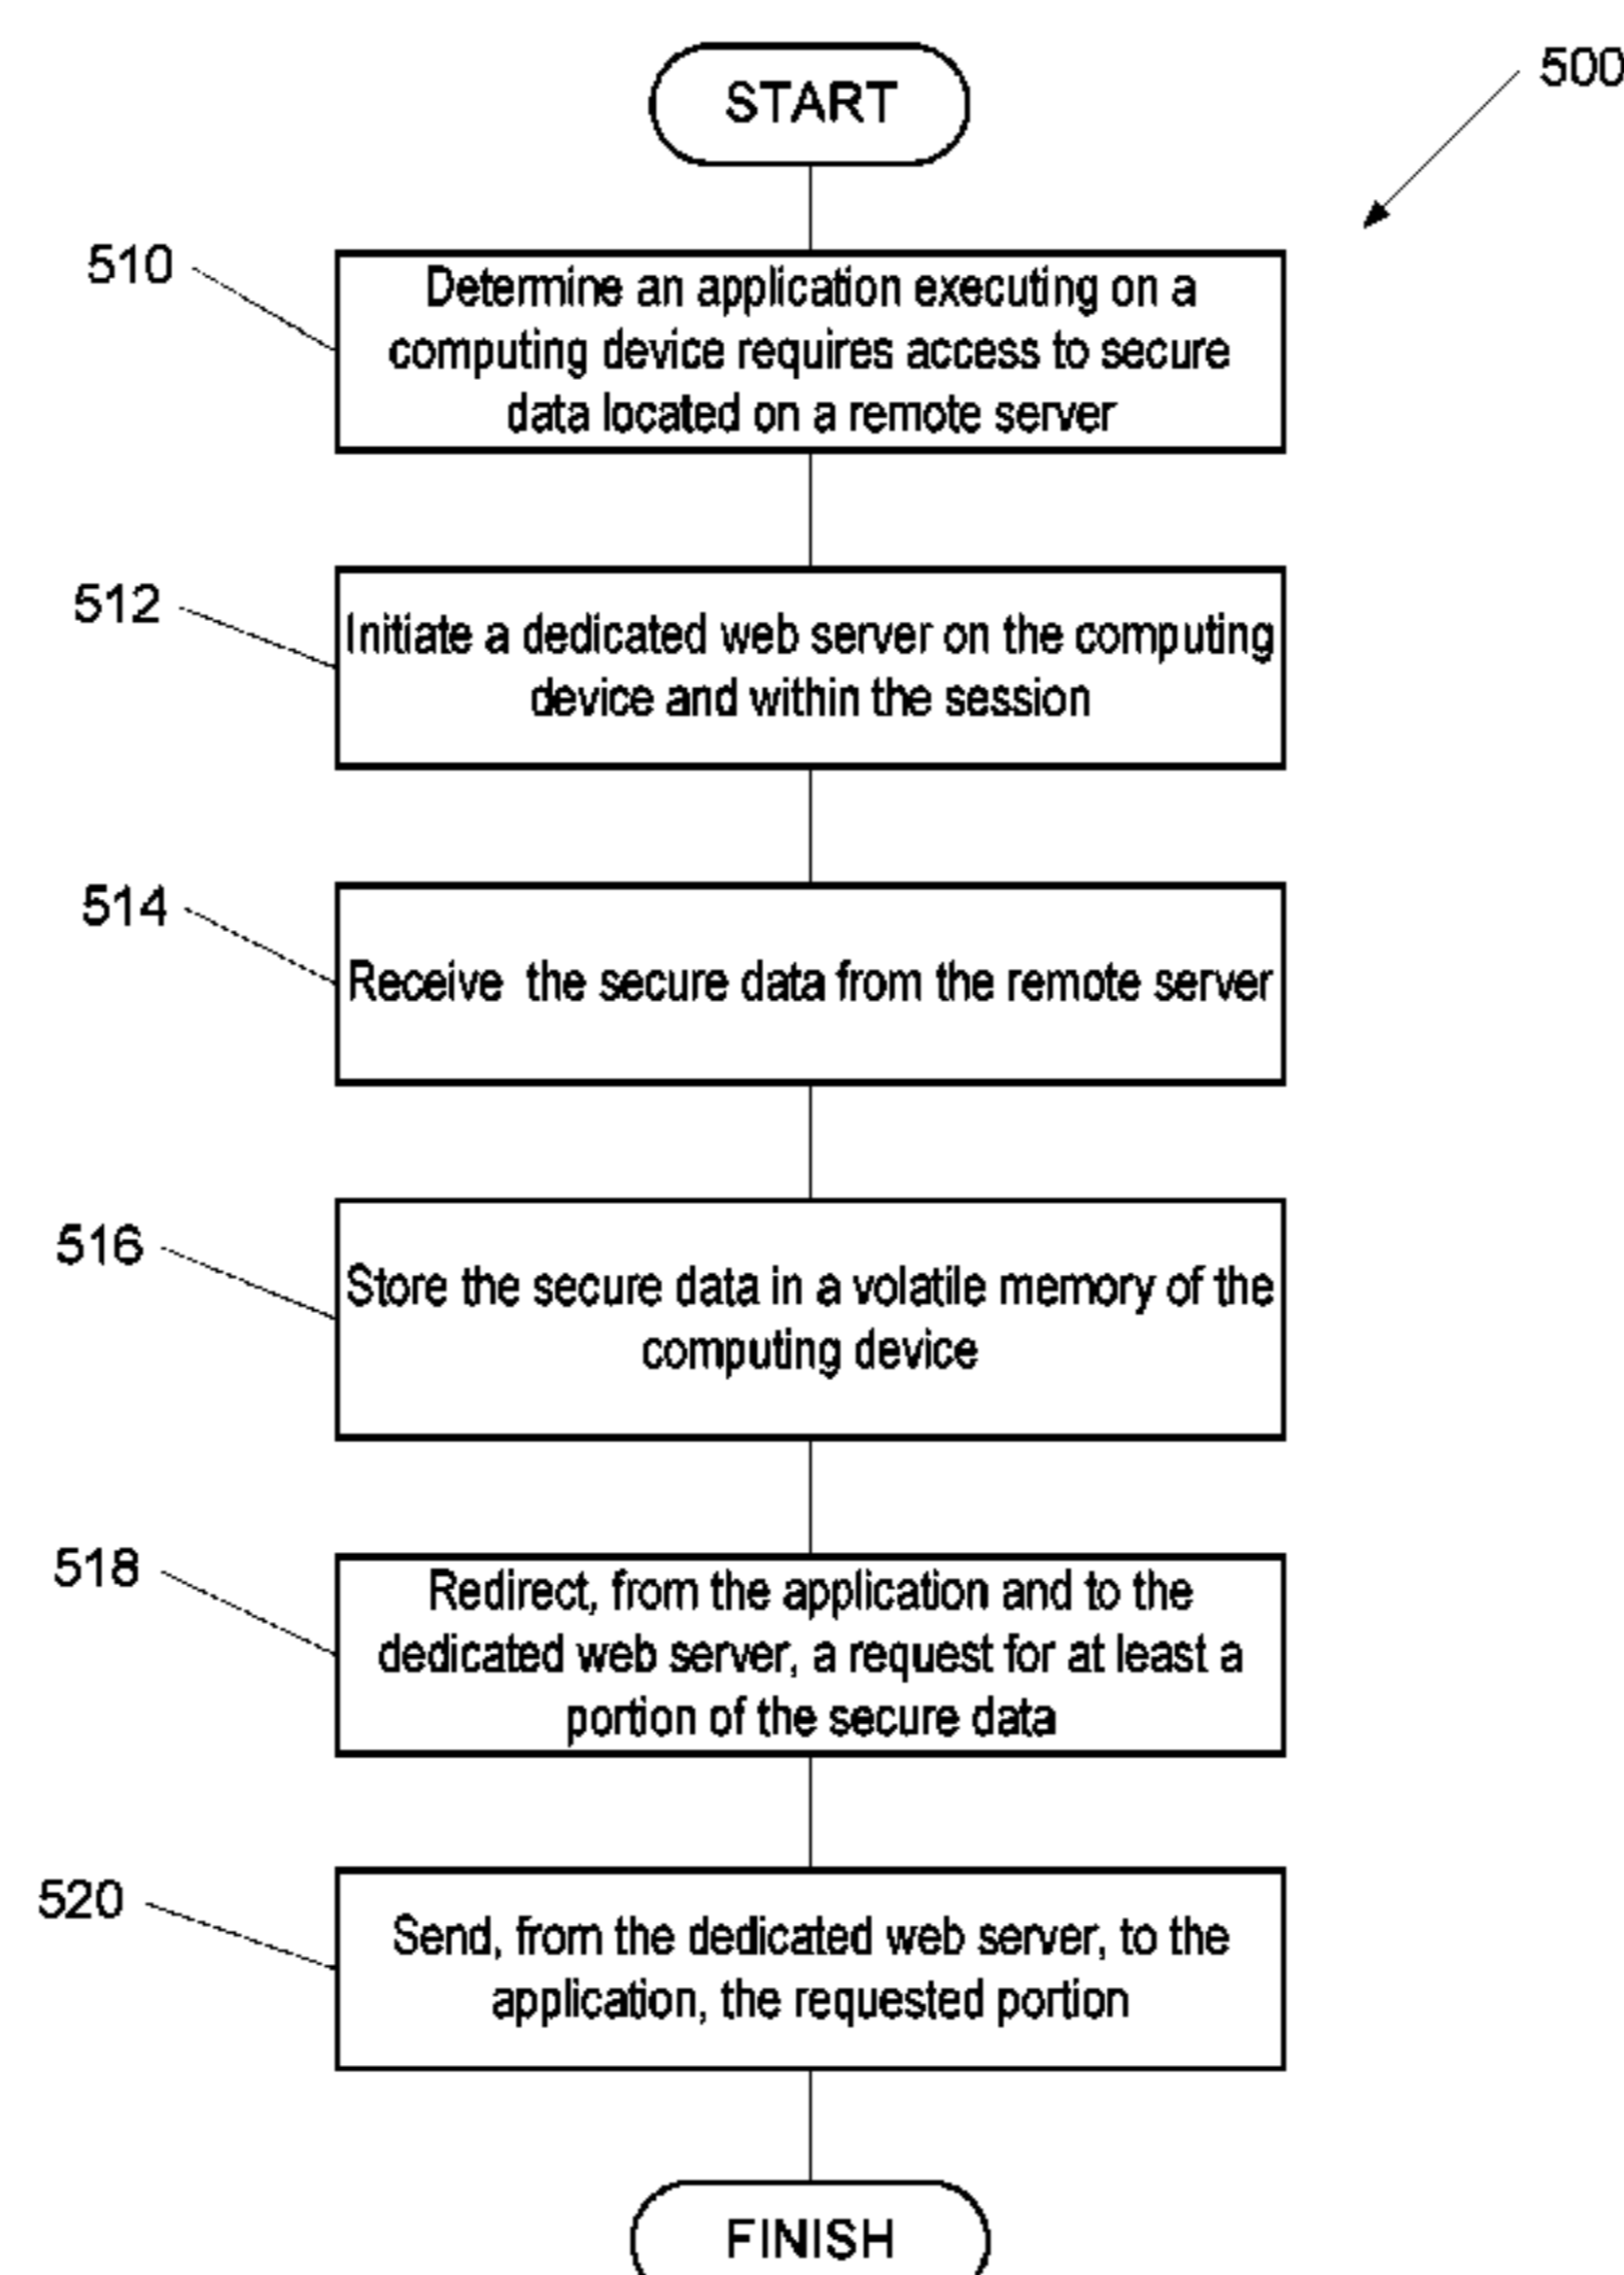 START
500
510
Determine an application executing on a
computing device requires access to secure
data located on a remote server
512
Initiate a dedicated web server on the computing
device and within the session
514
Receive the secure data from the remote server
516
Store the secure data in a volatile memory of the
computing device
518
Redirect, from the application and to the
dedicated web server, a request for at least a
portion of the secure data
520
Send, from the dedicated web server, to the
application, the requested portion
FINISH